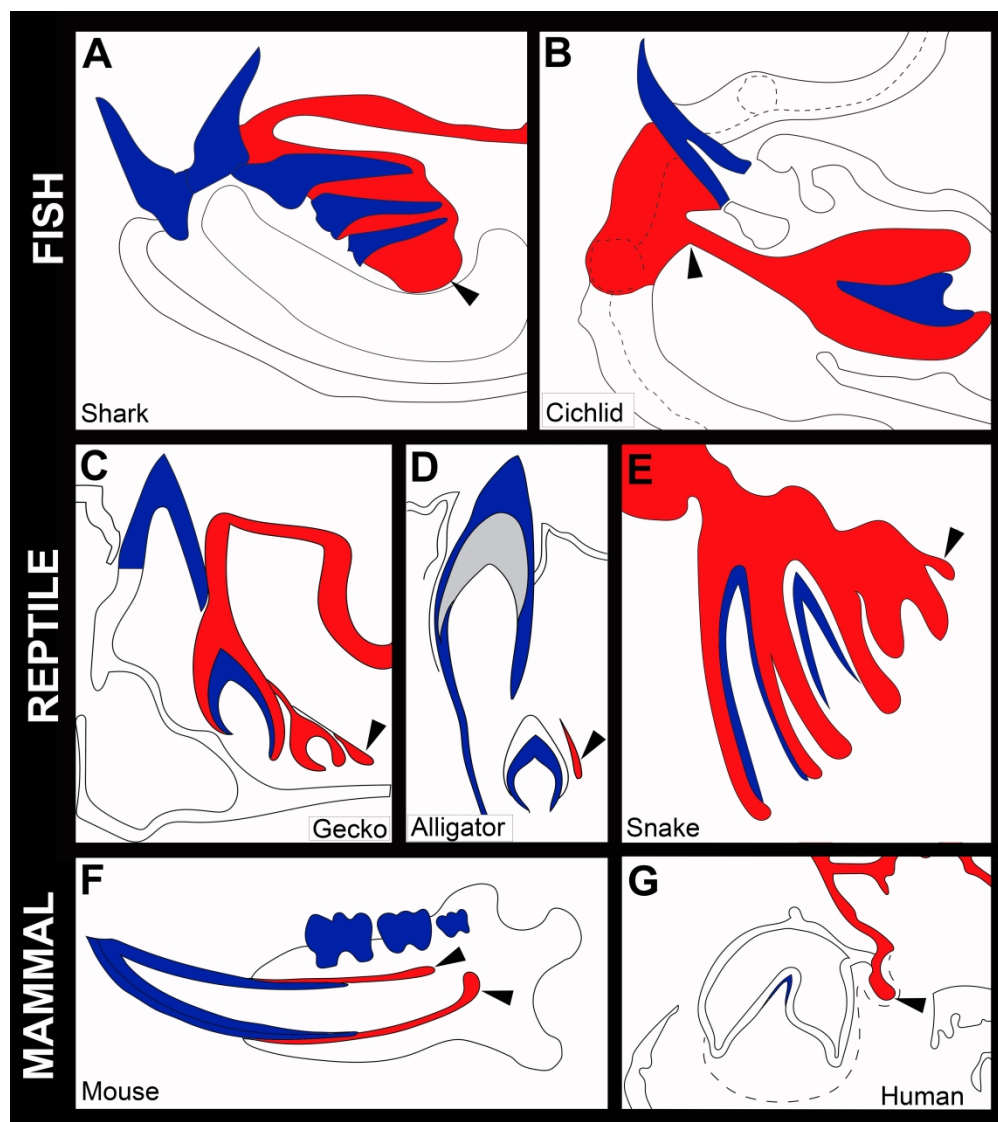 FISH
A
Shark
B
Cichlid
REPTILE
C
Gecko
D
Alligator
E
Snake
MAMMAL
F
Mouse
G
Human